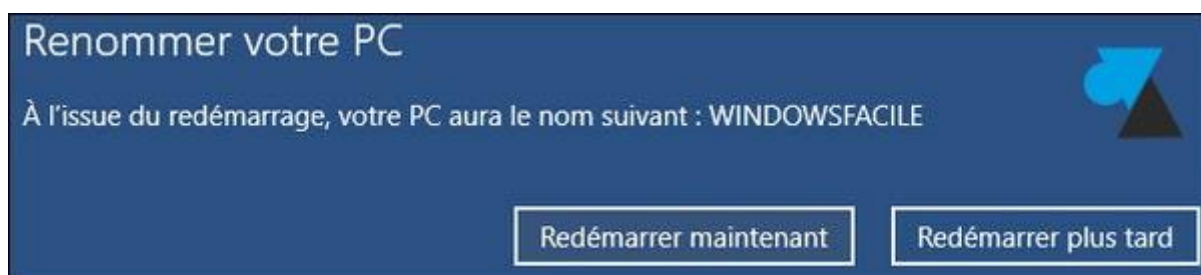 Renommer votre PC
À l'issue du redémarrage, votre PC aura le nom suivant : WINDOWSFACILE
Redémarrer maintenant
Redémarrer plus tard